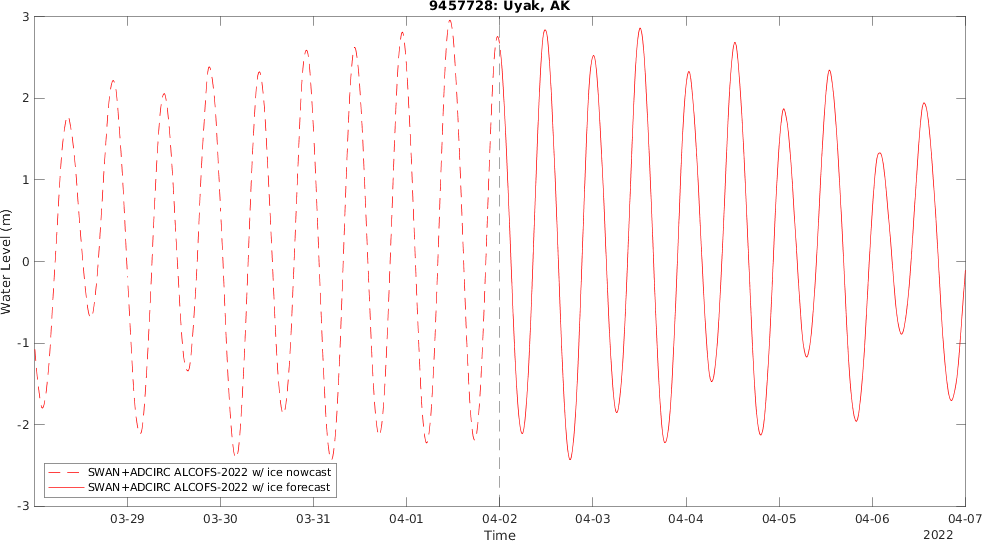 9457728: Uyak, AK
3
2
1
0
-1
-2
-3
Water Level (m)
SWAN+ADCIRC ALCOFS-2022 w/ ice nowcast
SWAN+ADCIRC ALCOFS-2022 w/ ice forecast
03-29 03-30 03-31 04-01 04-02 04-03 04-04 04-05 04-06 04-07
Time
2022